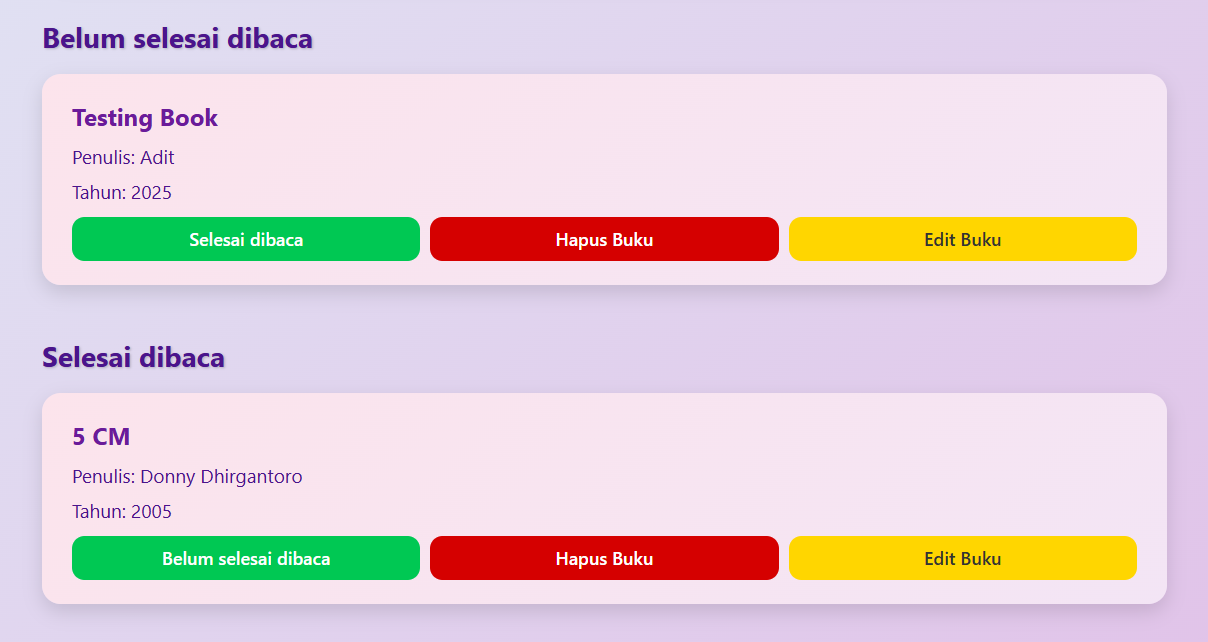 Belum selesai dibaca
Testing Book
Penulis: Adit
Tahun: 2025
Selesai dibaca
Hapus Buku
Edit Buku
Selesai dibaca
5 CM
Penulis: Donny Dhirgantoro
Tahun: 2005
Belum selesai dibaca
Hapus Buku
Edit Buku